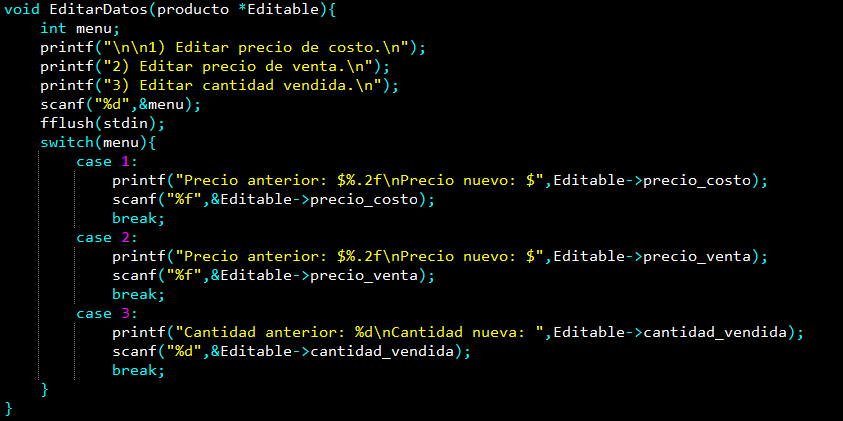 void EditarDatos(producto *Editable){
    int menu;
    printf("\n\n1) Editar precio de costo.\n");
    printf("2) Editar precio de venta.\n");
    printf("3) Editar cantidad vendida.\n");
    scanf("%d",&menu);
    fflush(stdin);
    switch(menu){
        case 1:
            printf("Precio anterior: $%.2f\nPrecio nuevo: $",Editable->precio_costo);
            scanf("%f",&Editable->precio_costo);
            break;
        case 2:
            printf("Precio anterior: $%.2f\nPrecio nuevo: $",Editable->precio_venta);
            scanf("%f",&Editable->precio_venta);
            break;
        case 3:
            printf("Cantidad anterior: %d\nCantidad nueva: ",Editable->cantidad_vendida);
            scanf("%d",&Editable->cantidad_vendida);
            break;
    }
}